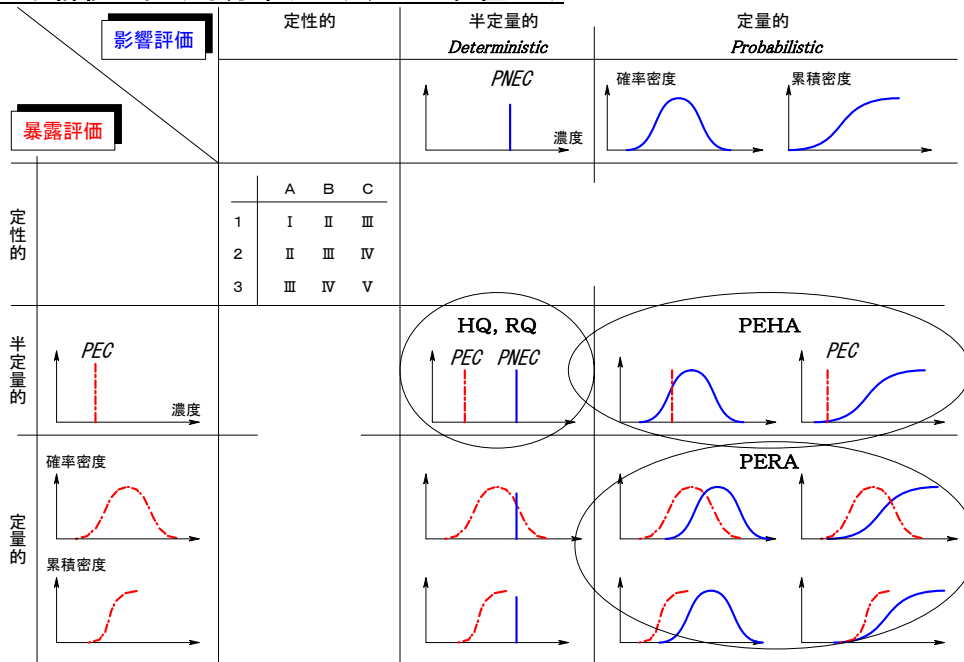 定性的
半定量的
定量的
影響評価
Deterministic
Probabilistic
PNEC
確率密度
累積密度
暴露評価
濃度
A B C
1 Ⅰ Ⅱ Ⅲ
定性的
2 Ⅱ Ⅲ Ⅳ
3 Ⅲ Ⅳ Ⅴ
HQ, RQ
PEHA
半定量的
PEC
PEC PNEC
PEC
濃度
確率密度
PERA
定量的
累積密度